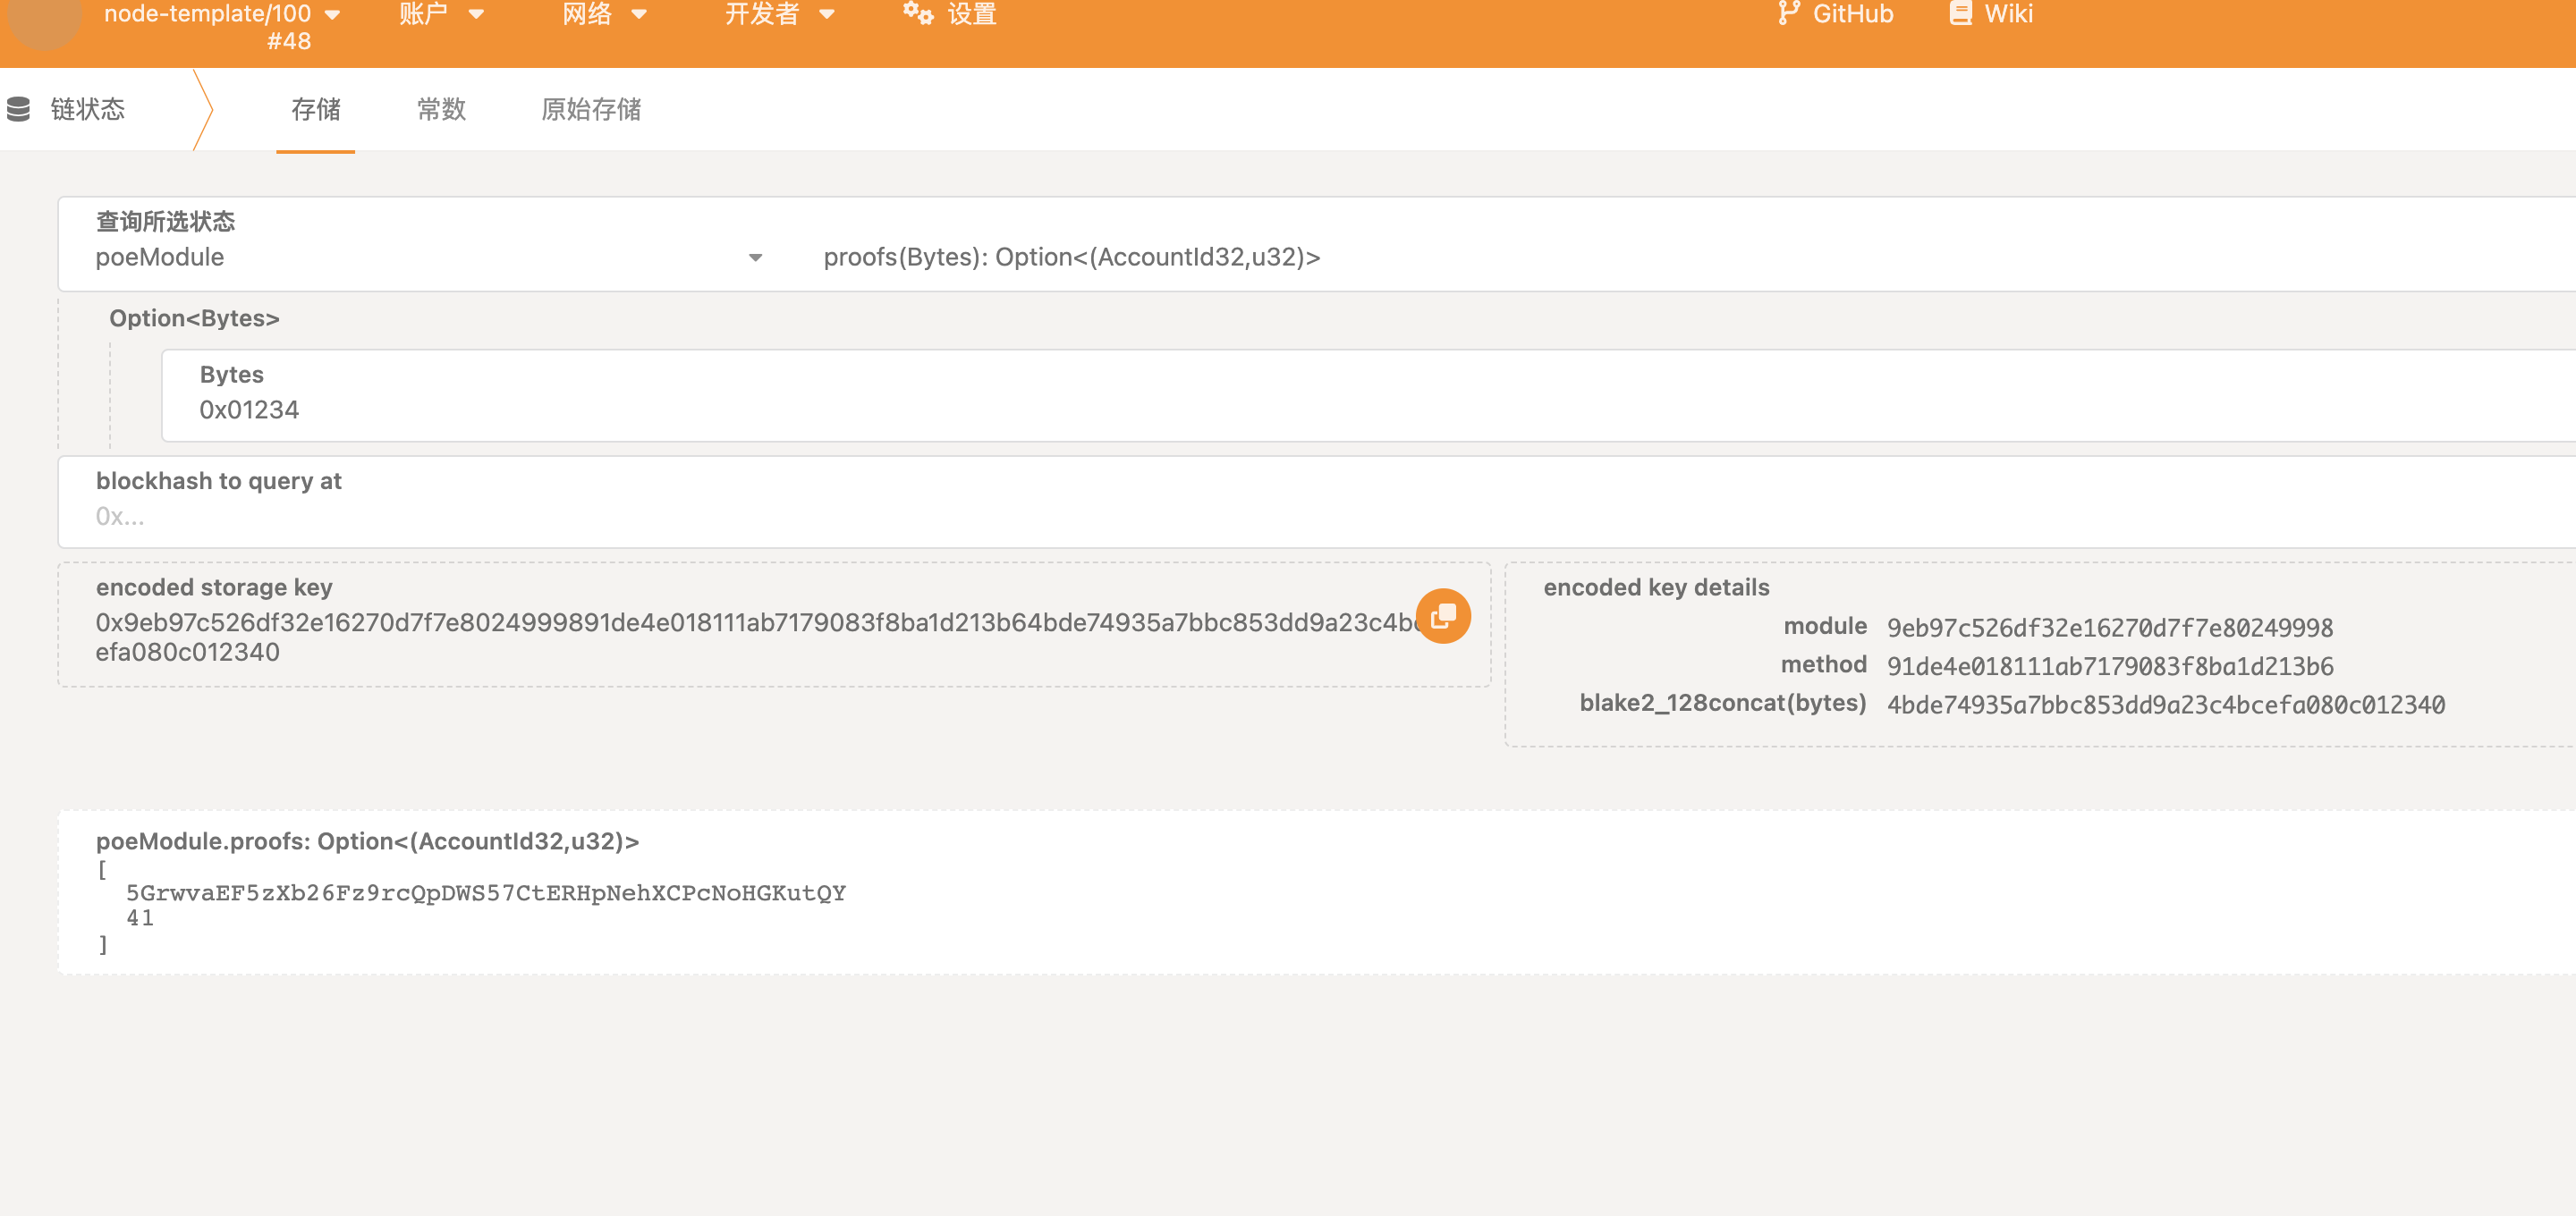 node-template/100
#48
账户
网络
开发者
设置
GitHub
Wiki
链状态
存储
常数
原始存储
查询所选状态
poeModule
proofs(Bytes): Option<(AccountId32,u32)>
Option<Bytes>
Bytes
0x01234
blockhash to query at
0x...
encoded storage key
0x9eb97c526df32e16270d7f7e8024999891de4e018111ab7179083f8ba1d213b64bde74935a7bbc853dd9a23c4bc
efa080c012340
encoded key details
module 9eb97c526df32e16270d7f7e80249998
method 91de4e018111ab7179083f8ba1d213b6
blake2_128concat(bytes) 4bde74935a7bbc853dd9a23c4bcefa080c012340
poeModule.proofs: Option<(AccountId32,u32)>
[
5GrwvaEF5zXb26Fz9rcQpDWS57CtERHpNehXCPcNoHGKutQY
41
]